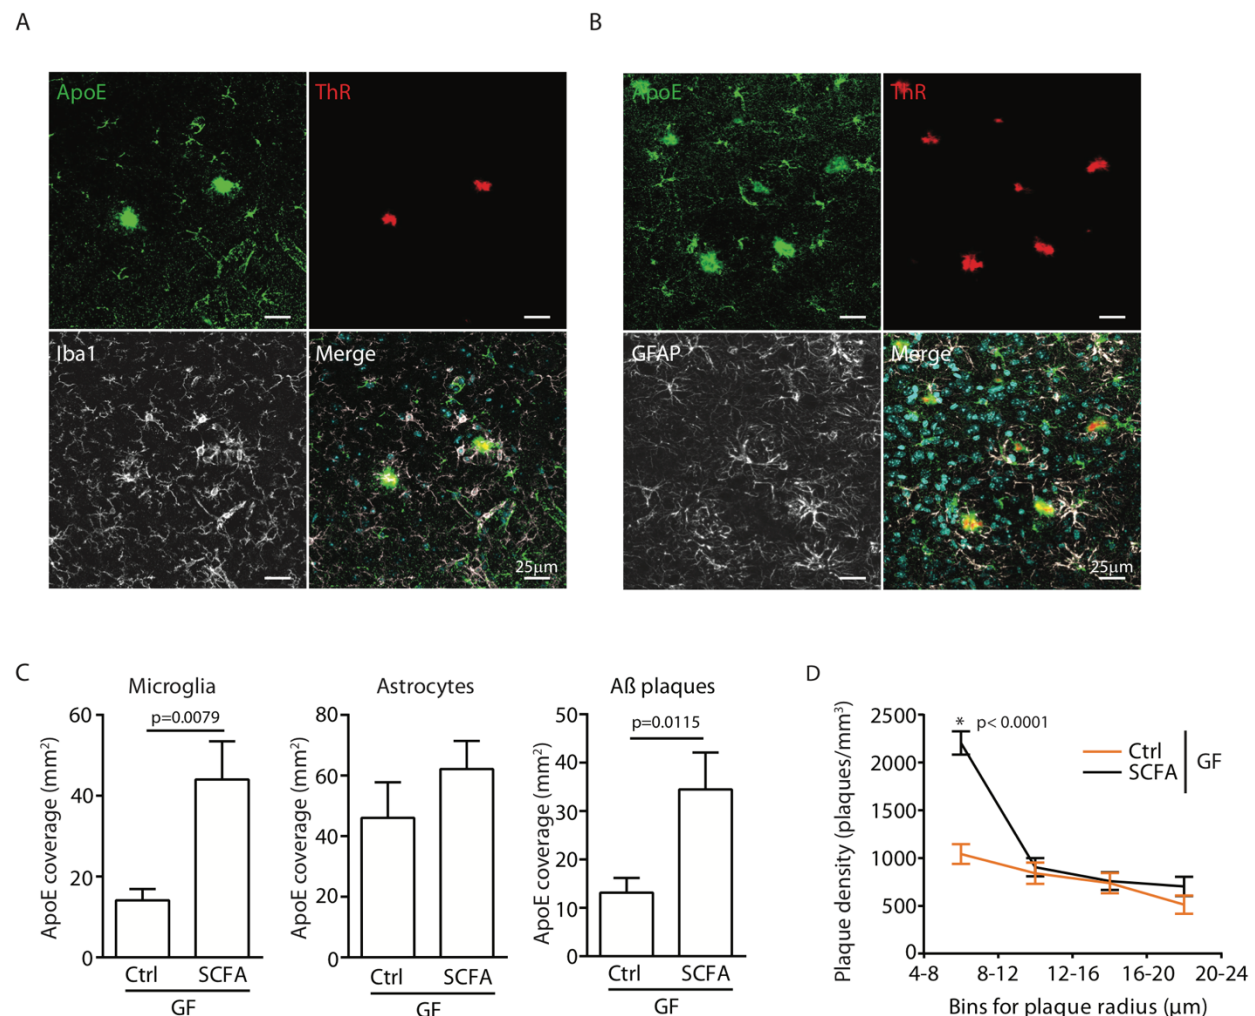 A
B
ApoE
ThR
ApoE
ThR
Iba1
Merge
25µm
GFAP
Merge
25µm
C
D
Microglia
p=0.0079
60
40
20
0
ApoE coverage (mm²)
Ctrl
SCFA
GF
Astrocytes
80
60
40
20
0
ApoE coverage (mm²)
Ctrl
SCFA
GF
Aß plaques
p=0.0115
50
40
30
20
10
0
ApoE coverage (mm²)
Ctrl
SCFA
GF
* p< 0.0001
Ctrl
SCFA
GF
2500
2000
1500
1000
500
0
Plaque density (plaques/mm³)
4-8
8-12
12-16
16-20
20-24
Bins for plaque radius (µm)